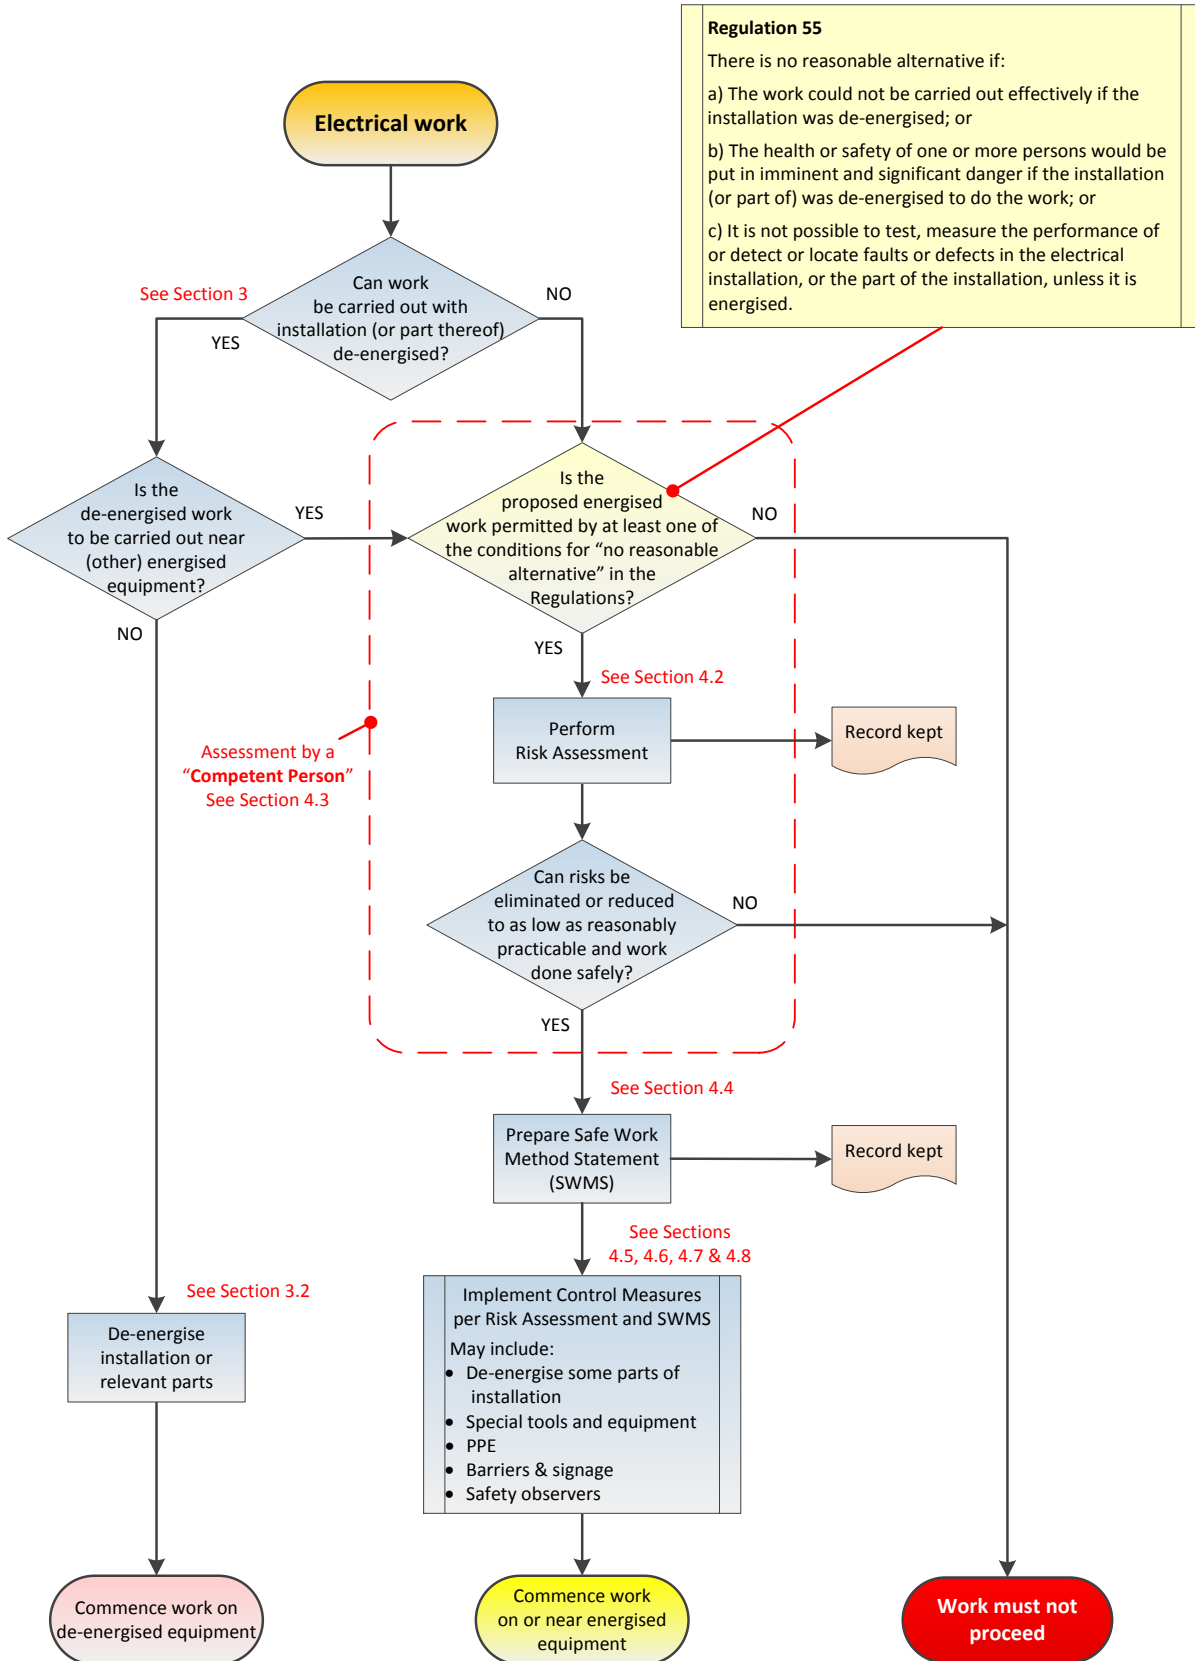 Regulation 55
There is no reasonable alternative if:
a) The work could not be carried out effectively if the
installation was de-energised; or
b) The health or safety of one or more persons would be
put in imminent and significant danger if the installation
(or part of) was de-energised to do the work; or
c) It is not possible to test, measure the performance of
or detect or locate faults or defects in the electrical
installation, or the part of the installation, unless it is
energised.
Electrical work
Can work
be carried out with
installation (or part thereof)
de-energised?
See Section 3
YES
NO
Is the
de-energised work
to be carried out near
(other) energised
equipment?
YES
NO
Is the
proposed energised
work permitted by at least one of
the conditions for “no reasonable
alternative” in the
Regulations?
NO
YES
See Section 4.2
Perform
Risk Assessment
Record kept
Assessment by a
“Competent Person”
See Section 4.3
Can risks be
eliminated or reduced
to as low as reasonably
practicable and work
done safely?
NO
YES
See Section 4.4
Prepare Safe Work
Method Statement
(SWMS)
Record kept
See Sections
4.5, 4.6, 4.7 & 4.8
Implement Control Measures
per Risk Assessment and SWMS
May include:
• De-energise some parts of
installation
• Special tools and equipment
• PPE
• Barriers & signage
• Safety observers
See Section 3.2
De-energise
installation or
relevant parts
Commence work on
de-energised equipment
Commence work
on or near energised
equipment
Work must not
proceed